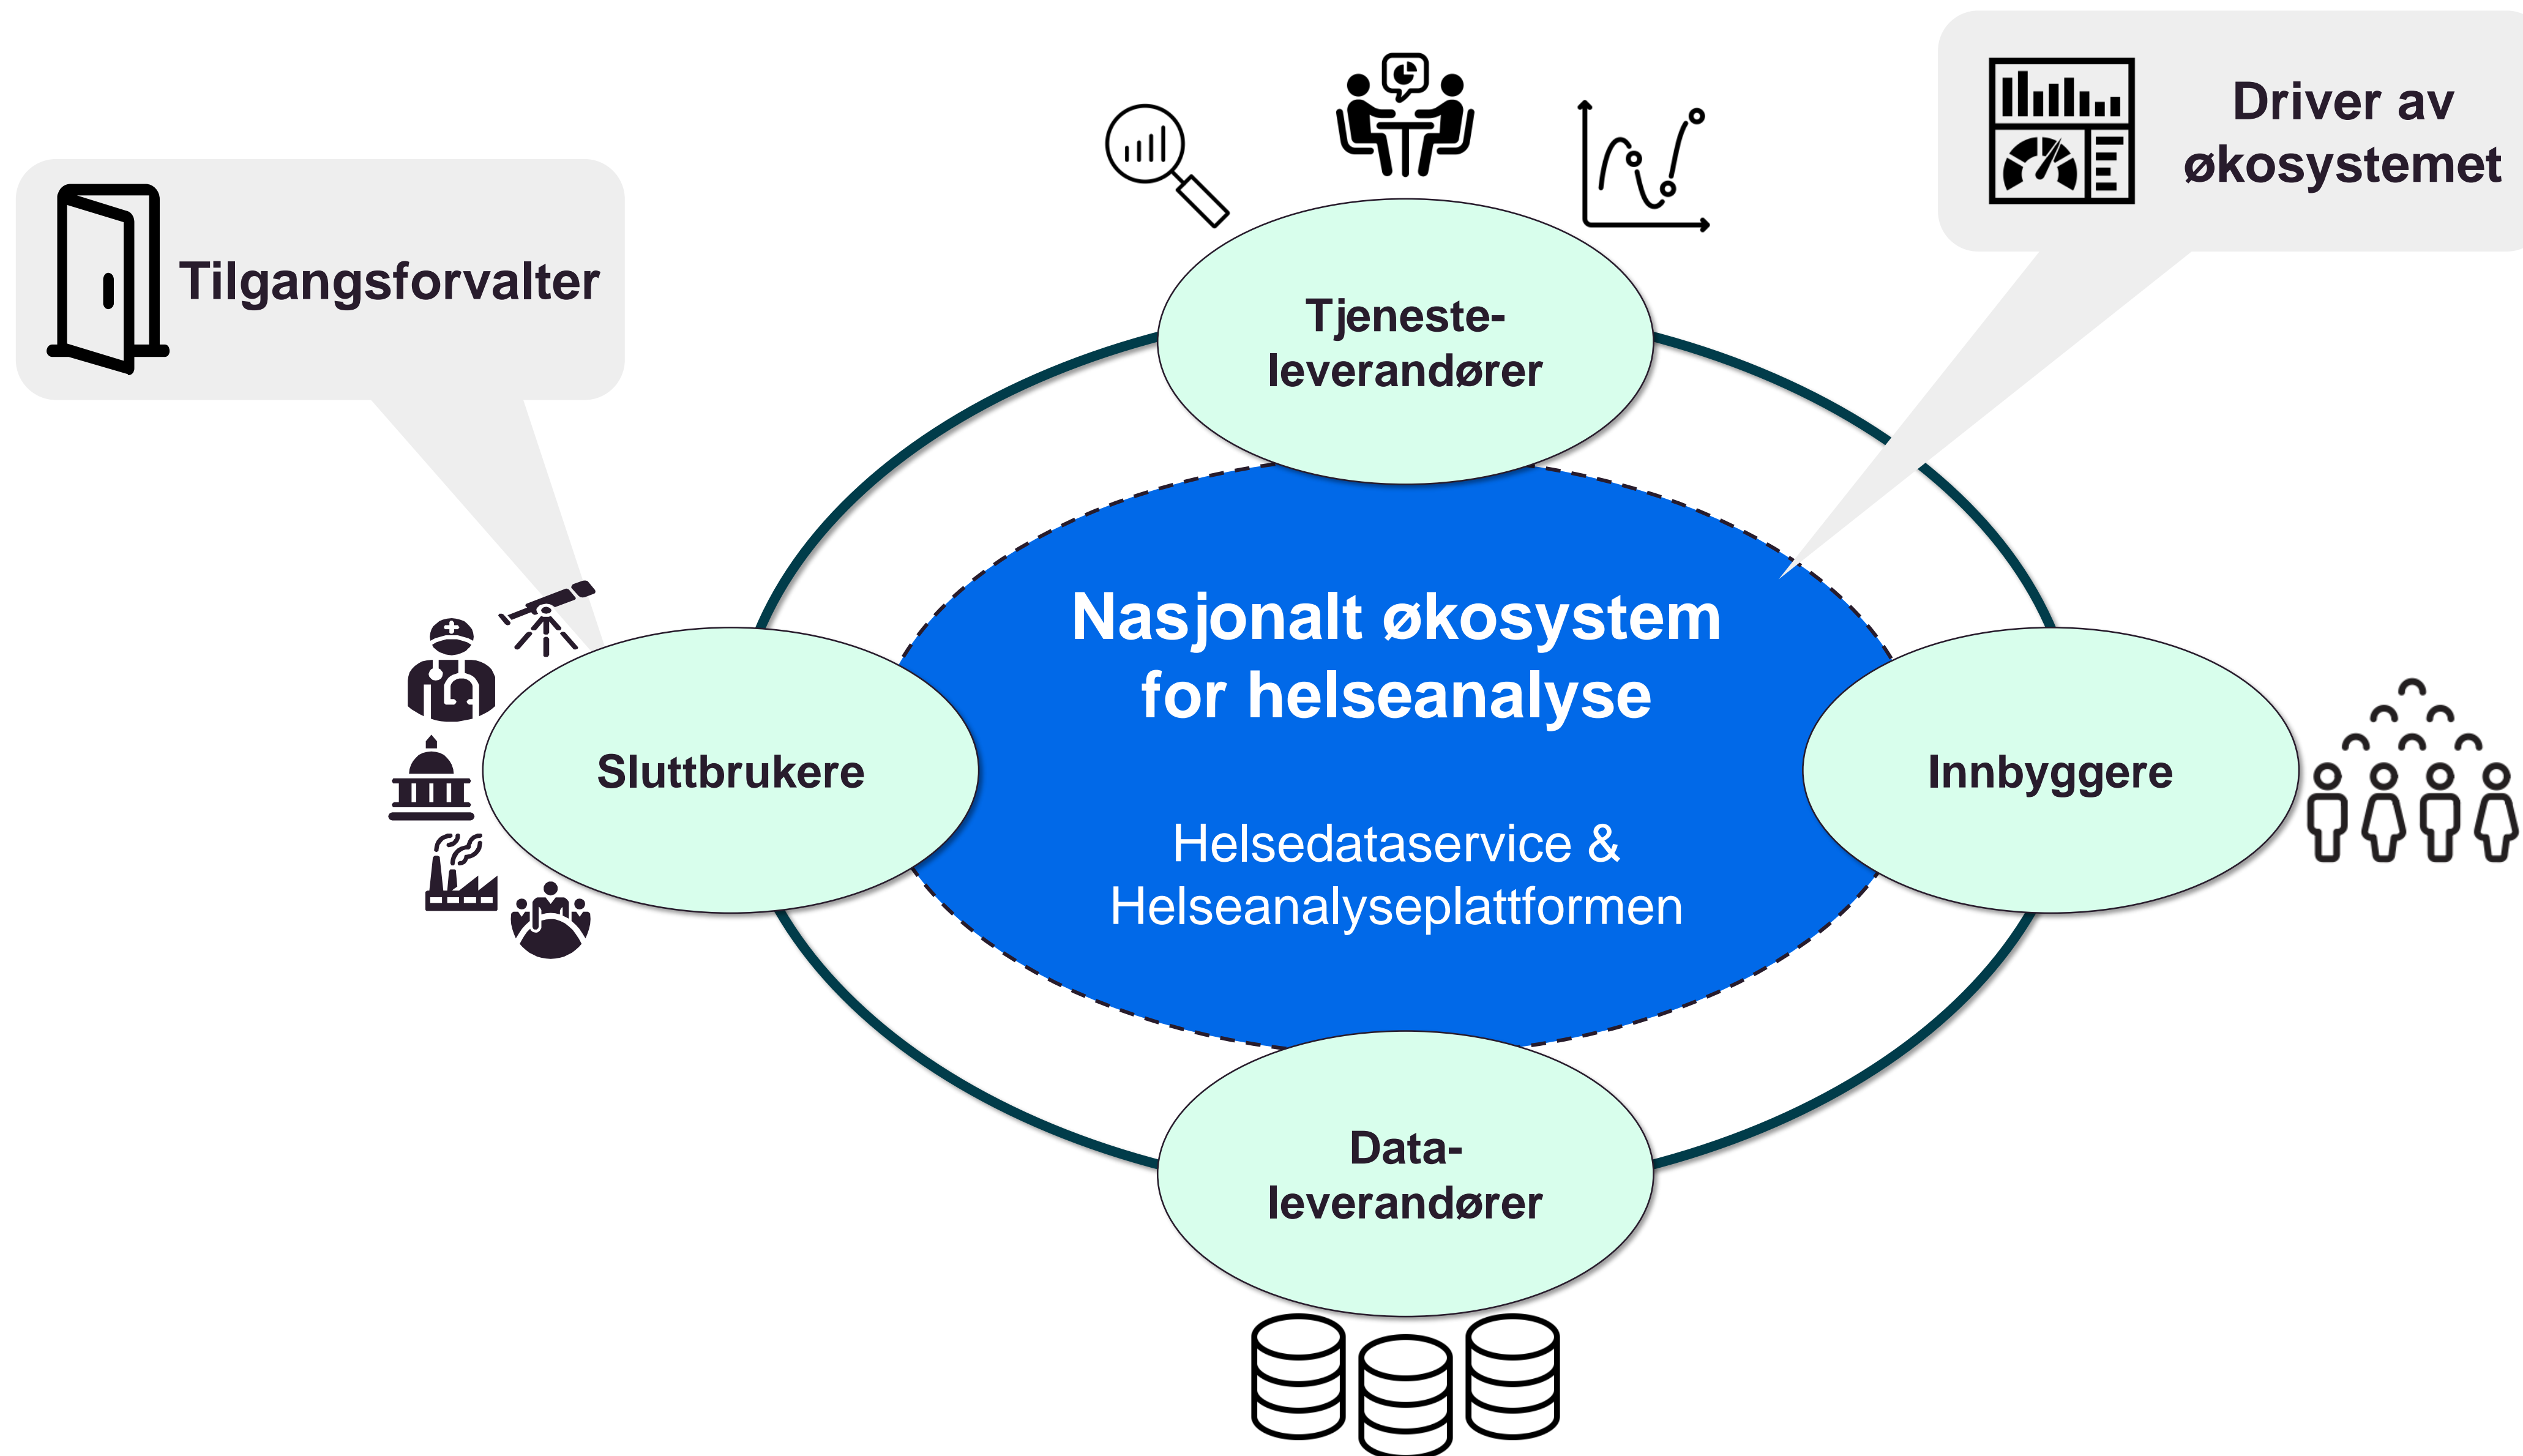 Driver av
økosystemet
Tilgangsforvalter
Tjeneste-
leverandører
Nasjonalt økosystem
for helseanalyse
Sluttbrukere
Innbyggere
Helsedataservice &
Helseanalyseplattformen
Data-
leverandører